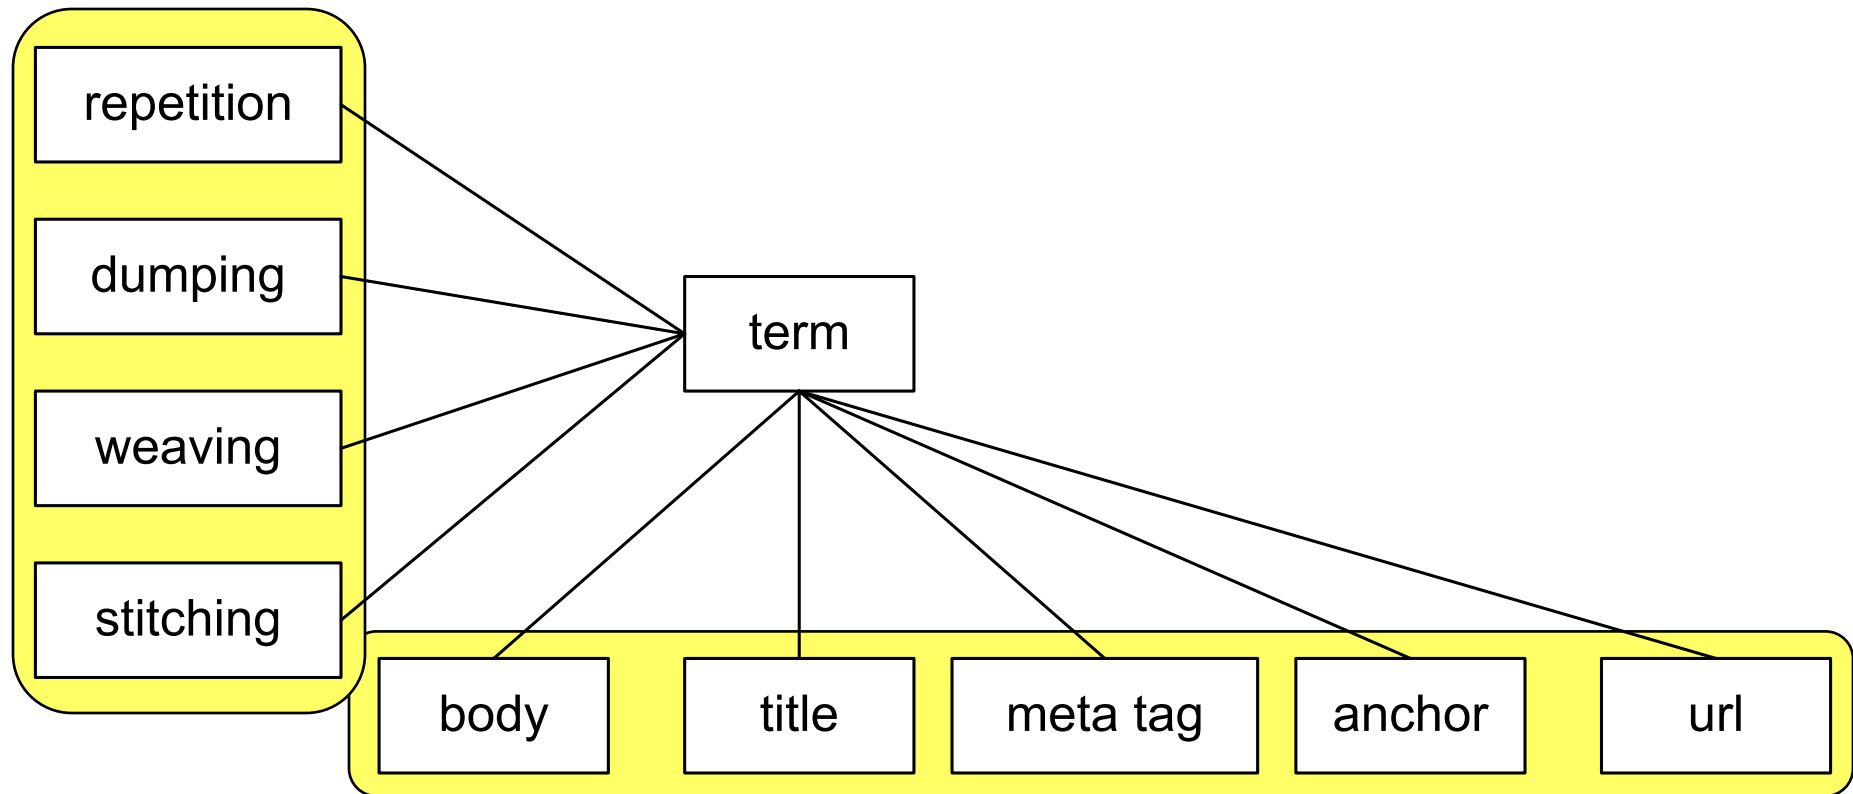 repetition
dumping
term
weaving
stitching
body
title
meta tag
anchor
url